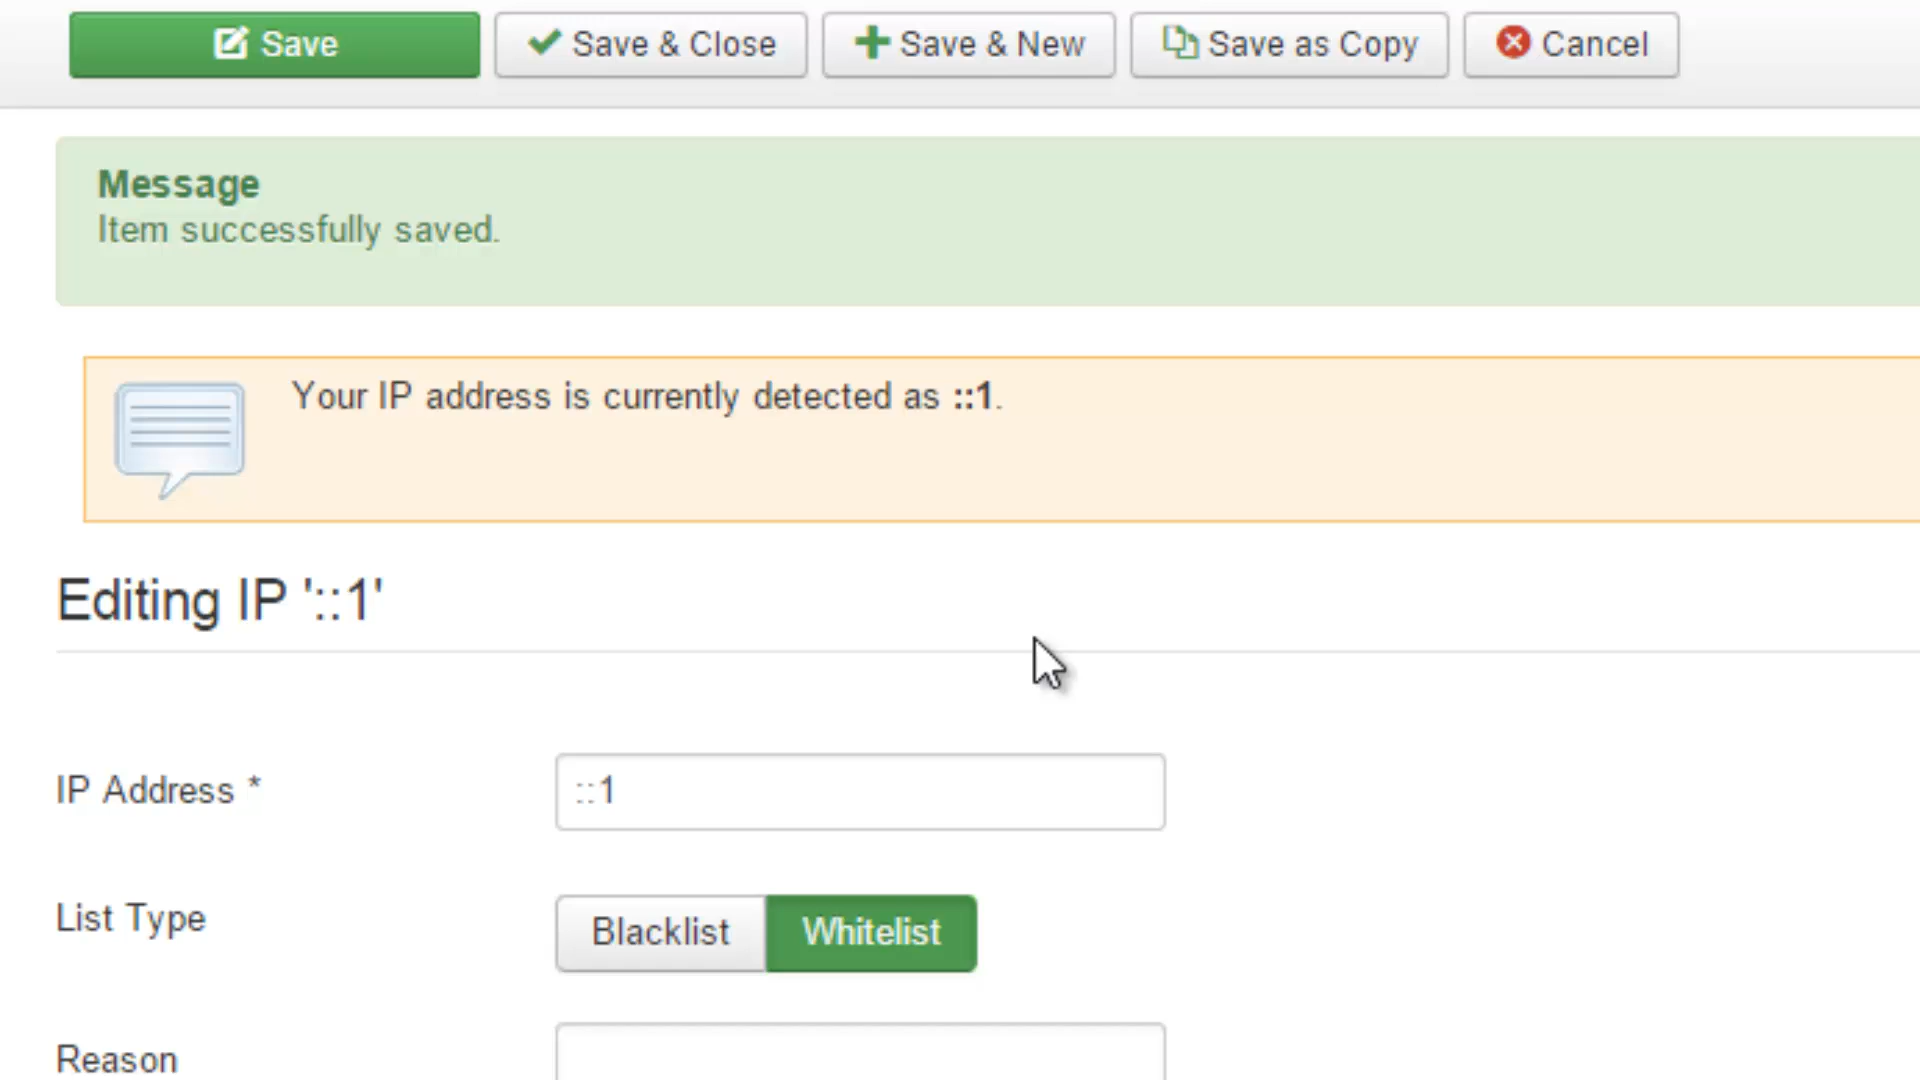 Save Save & Close Save & New Save as Copy Cancel
Message
Item successfully saved.
Your IP address is currently detected as ::1.
Editing IP '::1'
IP Address * ::1
List Type Blacklist Whitelist
Reason